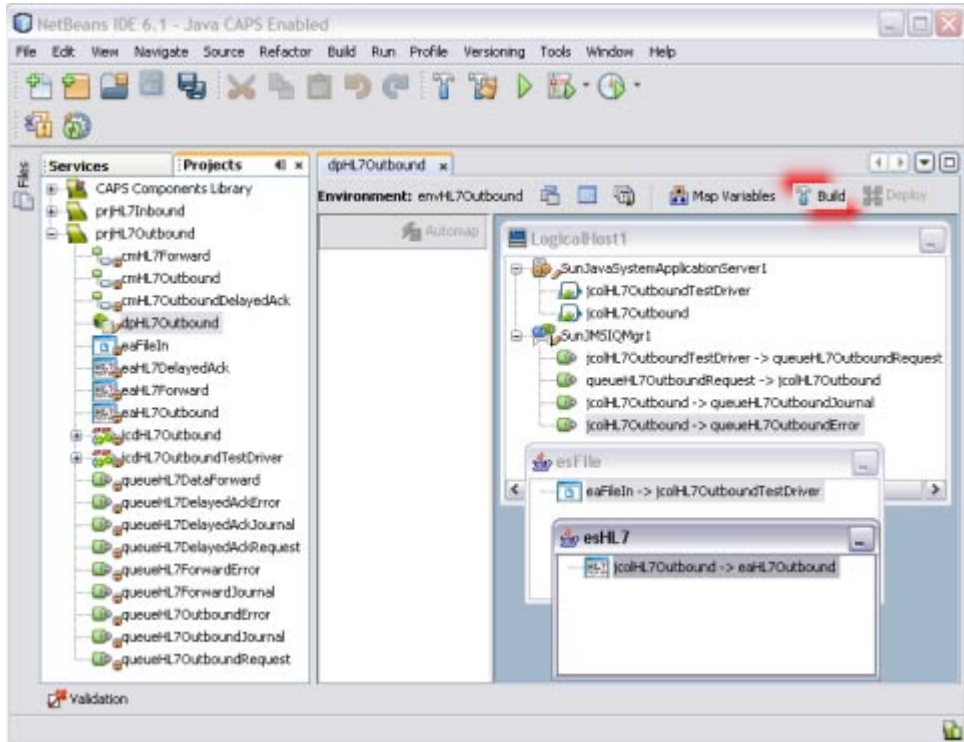 NetBeans IDE 6.1 - Java CAPS Enabled
File Edit View Navigate Source Refactor Build Run Profile Versioning Tools Window Help
Files
Services Projects
CAPS Components Library
prjHL7Inbound
prjHL7Outbound
cmHL7Forward
cmHL7Outbound
cmHL7OutboundDelayedAck
dpHL7Outbound
eaFileIn
eaHL7DelayedAck
eaHL7Forward
eaHL7Outbound
jcdHL7Outbound
jcdHL7OutboundTestDriver
queueHL7DataForward
queueHL7DelayedAckError
queueHL7DelayedAckJournal
queueHL7DelayedAckRequest
queueHL7ForwardError
queueHL7ForwardJournal
queueHL7OutboundError
queueHL7OutboundJournal
queueHL7OutboundRequest
dpHL7Outbound
Environment: envHL7Outbound Map Variables Build Deploy
Automap
LogicalHost1
SunJavaSystemApplicationServer1
jcolHL7OutboundTestDriver
jcolHL7Outbound
SunJMSIQMgr1
jcolHL7OutboundTestDriver -> queueHL7OutboundRequest
queueHL7OutboundRequest -> jcolHL7Outbound
jcolHL7Outbound -> queueHL7OutboundJournal
jcolHL7Outbound -> queueHL7OutboundError
esFile
eaFileIn -> jcolHL7OutboundTestDriver
esHL7
jcolHL7Outbound -> eaHL7Outbound
Validation